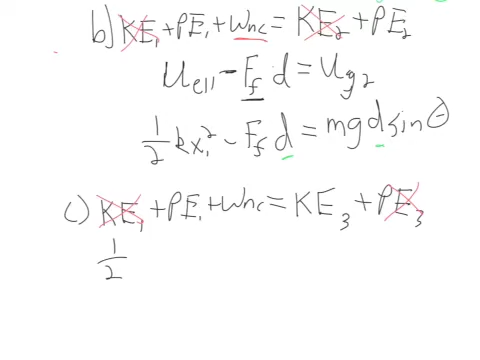 b) KE₁ + PE₁ + Wnc = KE₂ + PE₂
Uel1 - Ff d = Ug2
1/2 kx₁² - Ff d = mgd sin θ
c) KE₁ + PE₁ + Wnc = KE₃ + PE₃
1/2